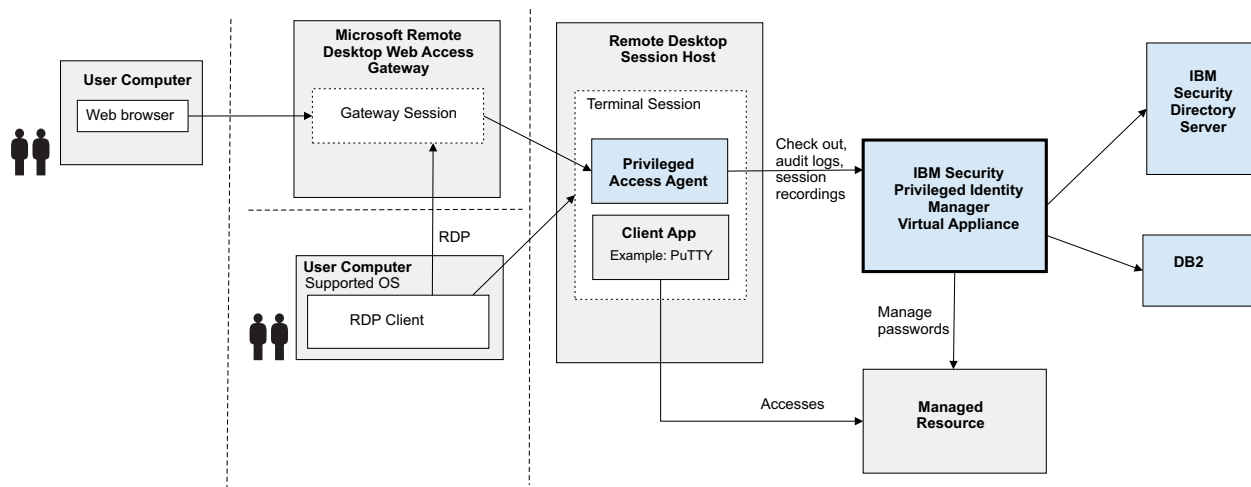 User Computer
Web browser
Microsoft Remote
Desktop Web Access
Gateway
Gateway Session
RDP
User Computer
Supported OS
RDP Client
Remote Desktop
Session Host
Terminal Session
Privileged
Access Agent
Client App
Example: PuTTY
Check out,
audit logs,
session
recordings
IBM Security
Privileged Identity
Manager
Virtual Appliance
IBM
Security
Directory
Server
DB2
Manage
passwords
Accesses
Managed
Resource